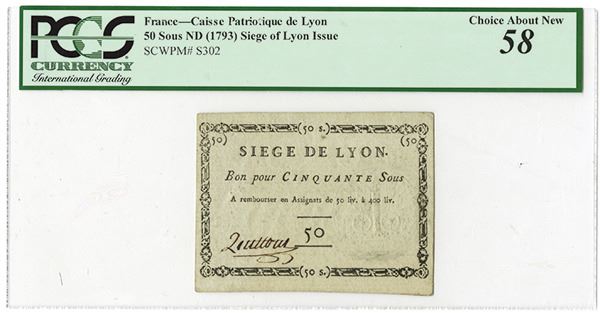 PCGS
CURRENCY
International Grading
France—Caisse Patriotique de Lyon
50 Sous ND (1793) Siege of Lyon Issue
SCWPM# S302
Choice About New
58
(50 s.)
(50)
(50)
SIEGE DE LYON.
Bon pour CINQUANTE Sous
A rembourser en Assignats de 50 liv. à 400 liv.
50
(50 s.)